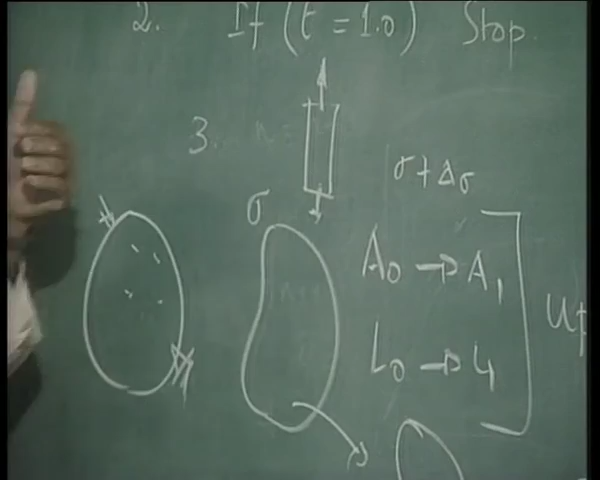 2. If (t = 1.0) Stop.
3.
σ + Δσ
σ
A₀ → A₁
L₀ → L₁